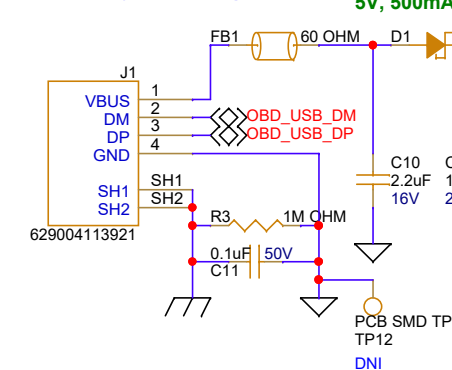 5V, 500mA
FB1
60 OHM
D1
J1
VBUS
1
DM
2
OBD_USB_DM
DP
3
OBD_USB_DP
GND
4
SH1
SH1
SH2
SH2
629004113921
R3
1M OHM
0.1uF
50V
C11
C10
2.2uF
16V
C
1
2
PCB SMD TP
TP12
DNI